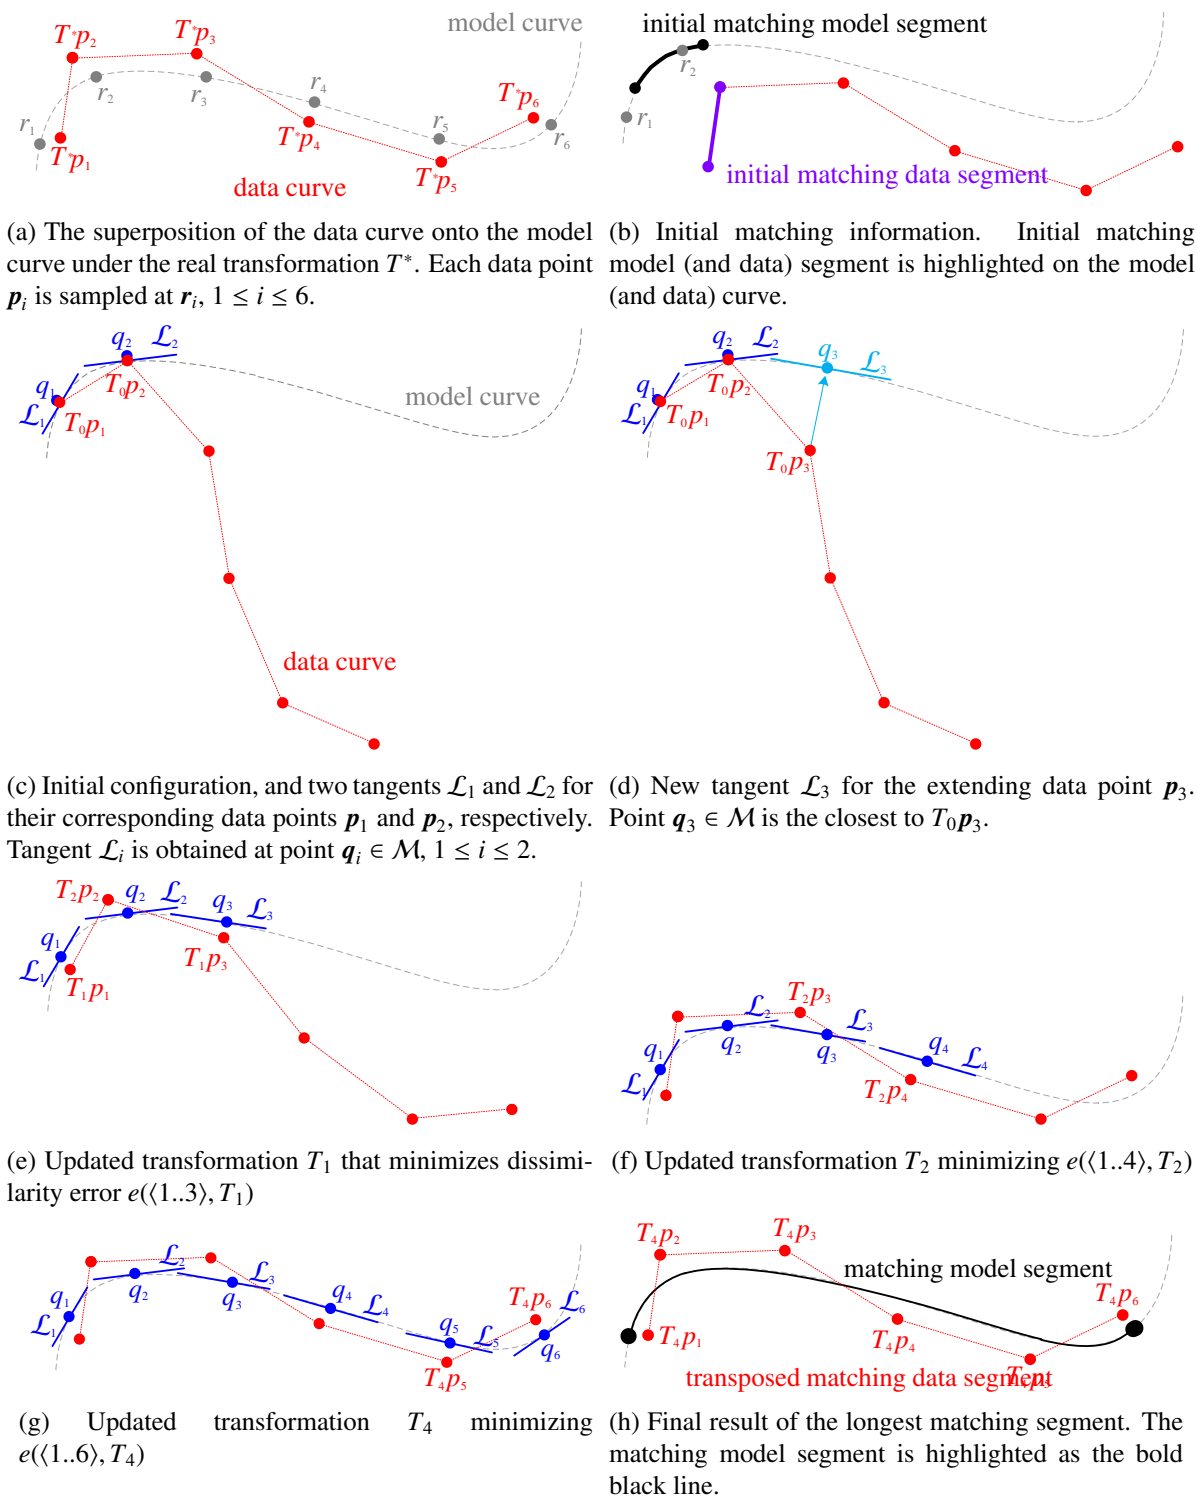 model curve
T*p₂
T*p₃
r₂
r₃
r₄
T*p₆
r₁
T*p₁
T*p₄
r₅
r₆
data curve
T*p₅
initial matching model segment
r₂
r₁
initial matching data segment
(a) The superposition of the data curve onto the model
curve under the real transformation T*. Each data point
pᵢ is sampled at rᵢ, 1 ≤ i ≤ 6.
(b) Initial matching information. Initial matching
model (and data) segment is highlighted on the model
(and data) curve.
q₂ ℒ₂
q₁
T₀p₂
ℒ₁ T₀p₁
model curve
data curve
q₂ ℒ₂
q₃
ℒ₃
q₁
T₀p₂
ℒ₁ T₀p₁
T₀p₃
(c) Initial configuration, and two tangents ℒ₁ and ℒ₂ for
their corresponding data points p₁ and p₂, respectively.
Tangent ℒᵢ is obtained at point qᵢ ∈ ℳ, 1 ≤ i ≤ 2.
(d) New tangent ℒ₃ for the extending data point p₃.
Point q₃ ∈ ℳ is the closest to T₀p₃.
T₂p₂ q₂ ℒ₂ q₃ ℒ₃
q₁
T₁p₃
ℒ₁ T₁p₁
ℒ₂ T₂p₃
ℒ₃
q₁ q₂ q₃ q₄
ℒ₄
ℒ₁
T₂p₄
(e) Updated transformation T₁ that minimizes dissimi-
larity error e(⟨1..3⟩, T₁)
(f) Updated transformation T₂ minimizing e(⟨1..4⟩, T₂)
ℒ₂
ℒ₃
q₁ q₂ q₃ q₄
ℒ₄
T₄p₆ ℒ₆
ℒ₁
q₅
ℒ₅
q₆
T₄p₅
T₄p₂ T₄p₃
matching model segment
T₄p₆
T₄p₁
T₄p₄
transposed matching data segment
T₄p₅
(g) Updated transformation T₄ minimizing
e(⟨1..6⟩, T₄)
(h) Final result of the longest matching segment. The
matching model segment is highlighted as the bold
black line.